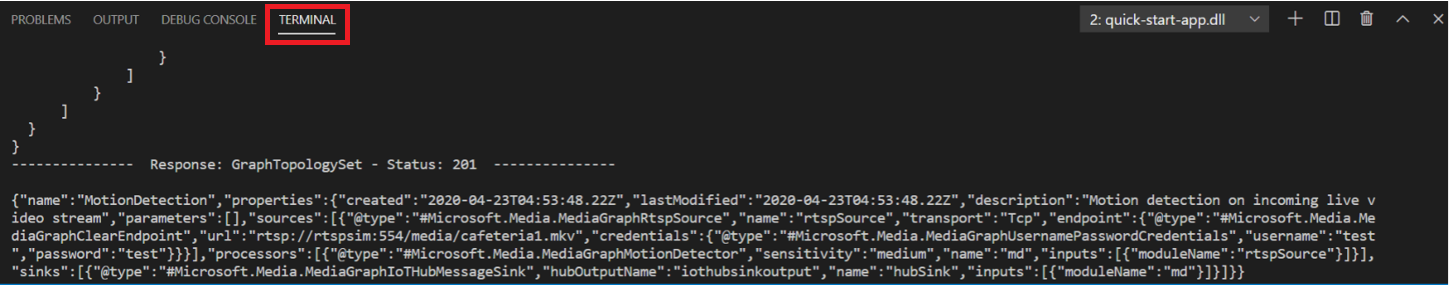 PROBLEMS OUTPUT DEBUG CONSOLE TERMINAL 2: quick-start-app.dll
}
]
}
]
}
}
--------------- Response: GraphTopologySet - Status: 201 ---------------
{"name":"MotionDetection","properties":{"created":"2020-04-23T04:53:48.22Z","lastModified":"2020-04-23T04:53:48.22Z","description":"Motion detection on incoming live v
ideo stream","parameters":[],"sources":[{"@type":"#Microsoft.Media.MediaGraphRtspSource","name":"rtspSource","transport":"Tcp","endpoint":{"@type":"#Microsoft.Media.Me
diaGraphClearEndpoint","url":"rtsp://rtspsim:554/media/cafeteria1.mkv","credentials":{"@type":"#Microsoft.Media.MediaGraphUsernamePasswordCredentials","username":"test
","password":"test"}}}],"processors":[{"@type":"#Microsoft.Media.MediaGraphMotionDetector","sensitivity":"medium","name":"md","inputs":[{"moduleName":"rtspSource"}]}],
"sinks":[{"@type":"#Microsoft.Media.MediaGraphIoTHubMessageSink","hubOutputName":"iothubsinkoutput","name":"hubSink","inputs":[{"moduleName":"md"}]}]}}